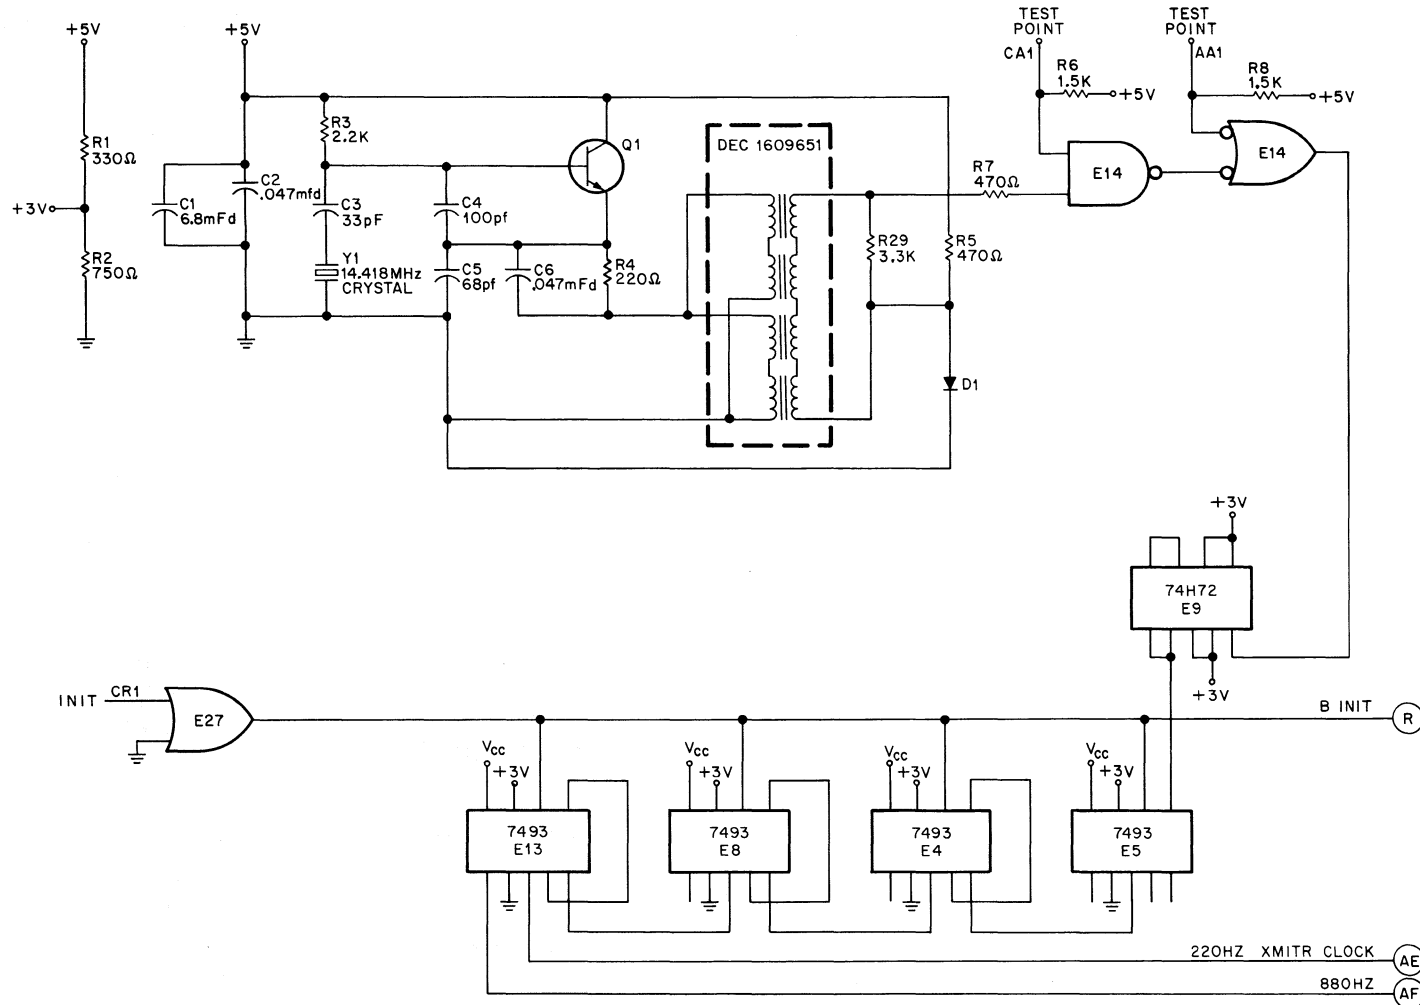 +5V
+5V
TEST
POINT
CA1
TEST
POINT
AA1
R6
1.5K
+5V
R8
1.5K
+5V
R1
330Ω
R3
2.2K
Q1
DEC 1609651
E14
E14
R7
470Ω
C2
.047mfd
+3V
C1
6.8mFd
C3
33pF
C4
100pf
R2
750Ω
Y1
14.418MHz
CRYSTAL
C5
68pf
C6
.047mFd
R4
220Ω
R29
3.3K
R5
470Ω
D1
+3V
74H72
E9
+3V
INIT
CR1
E27
B INIT
R
VCC
+3V
7493
E13
VCC
+3V
7493
E8
VCC
+3V
7493
E4
VCC
+3V
7493
E5
220HZ XMITR CLOCK
AE
880HZ
AF